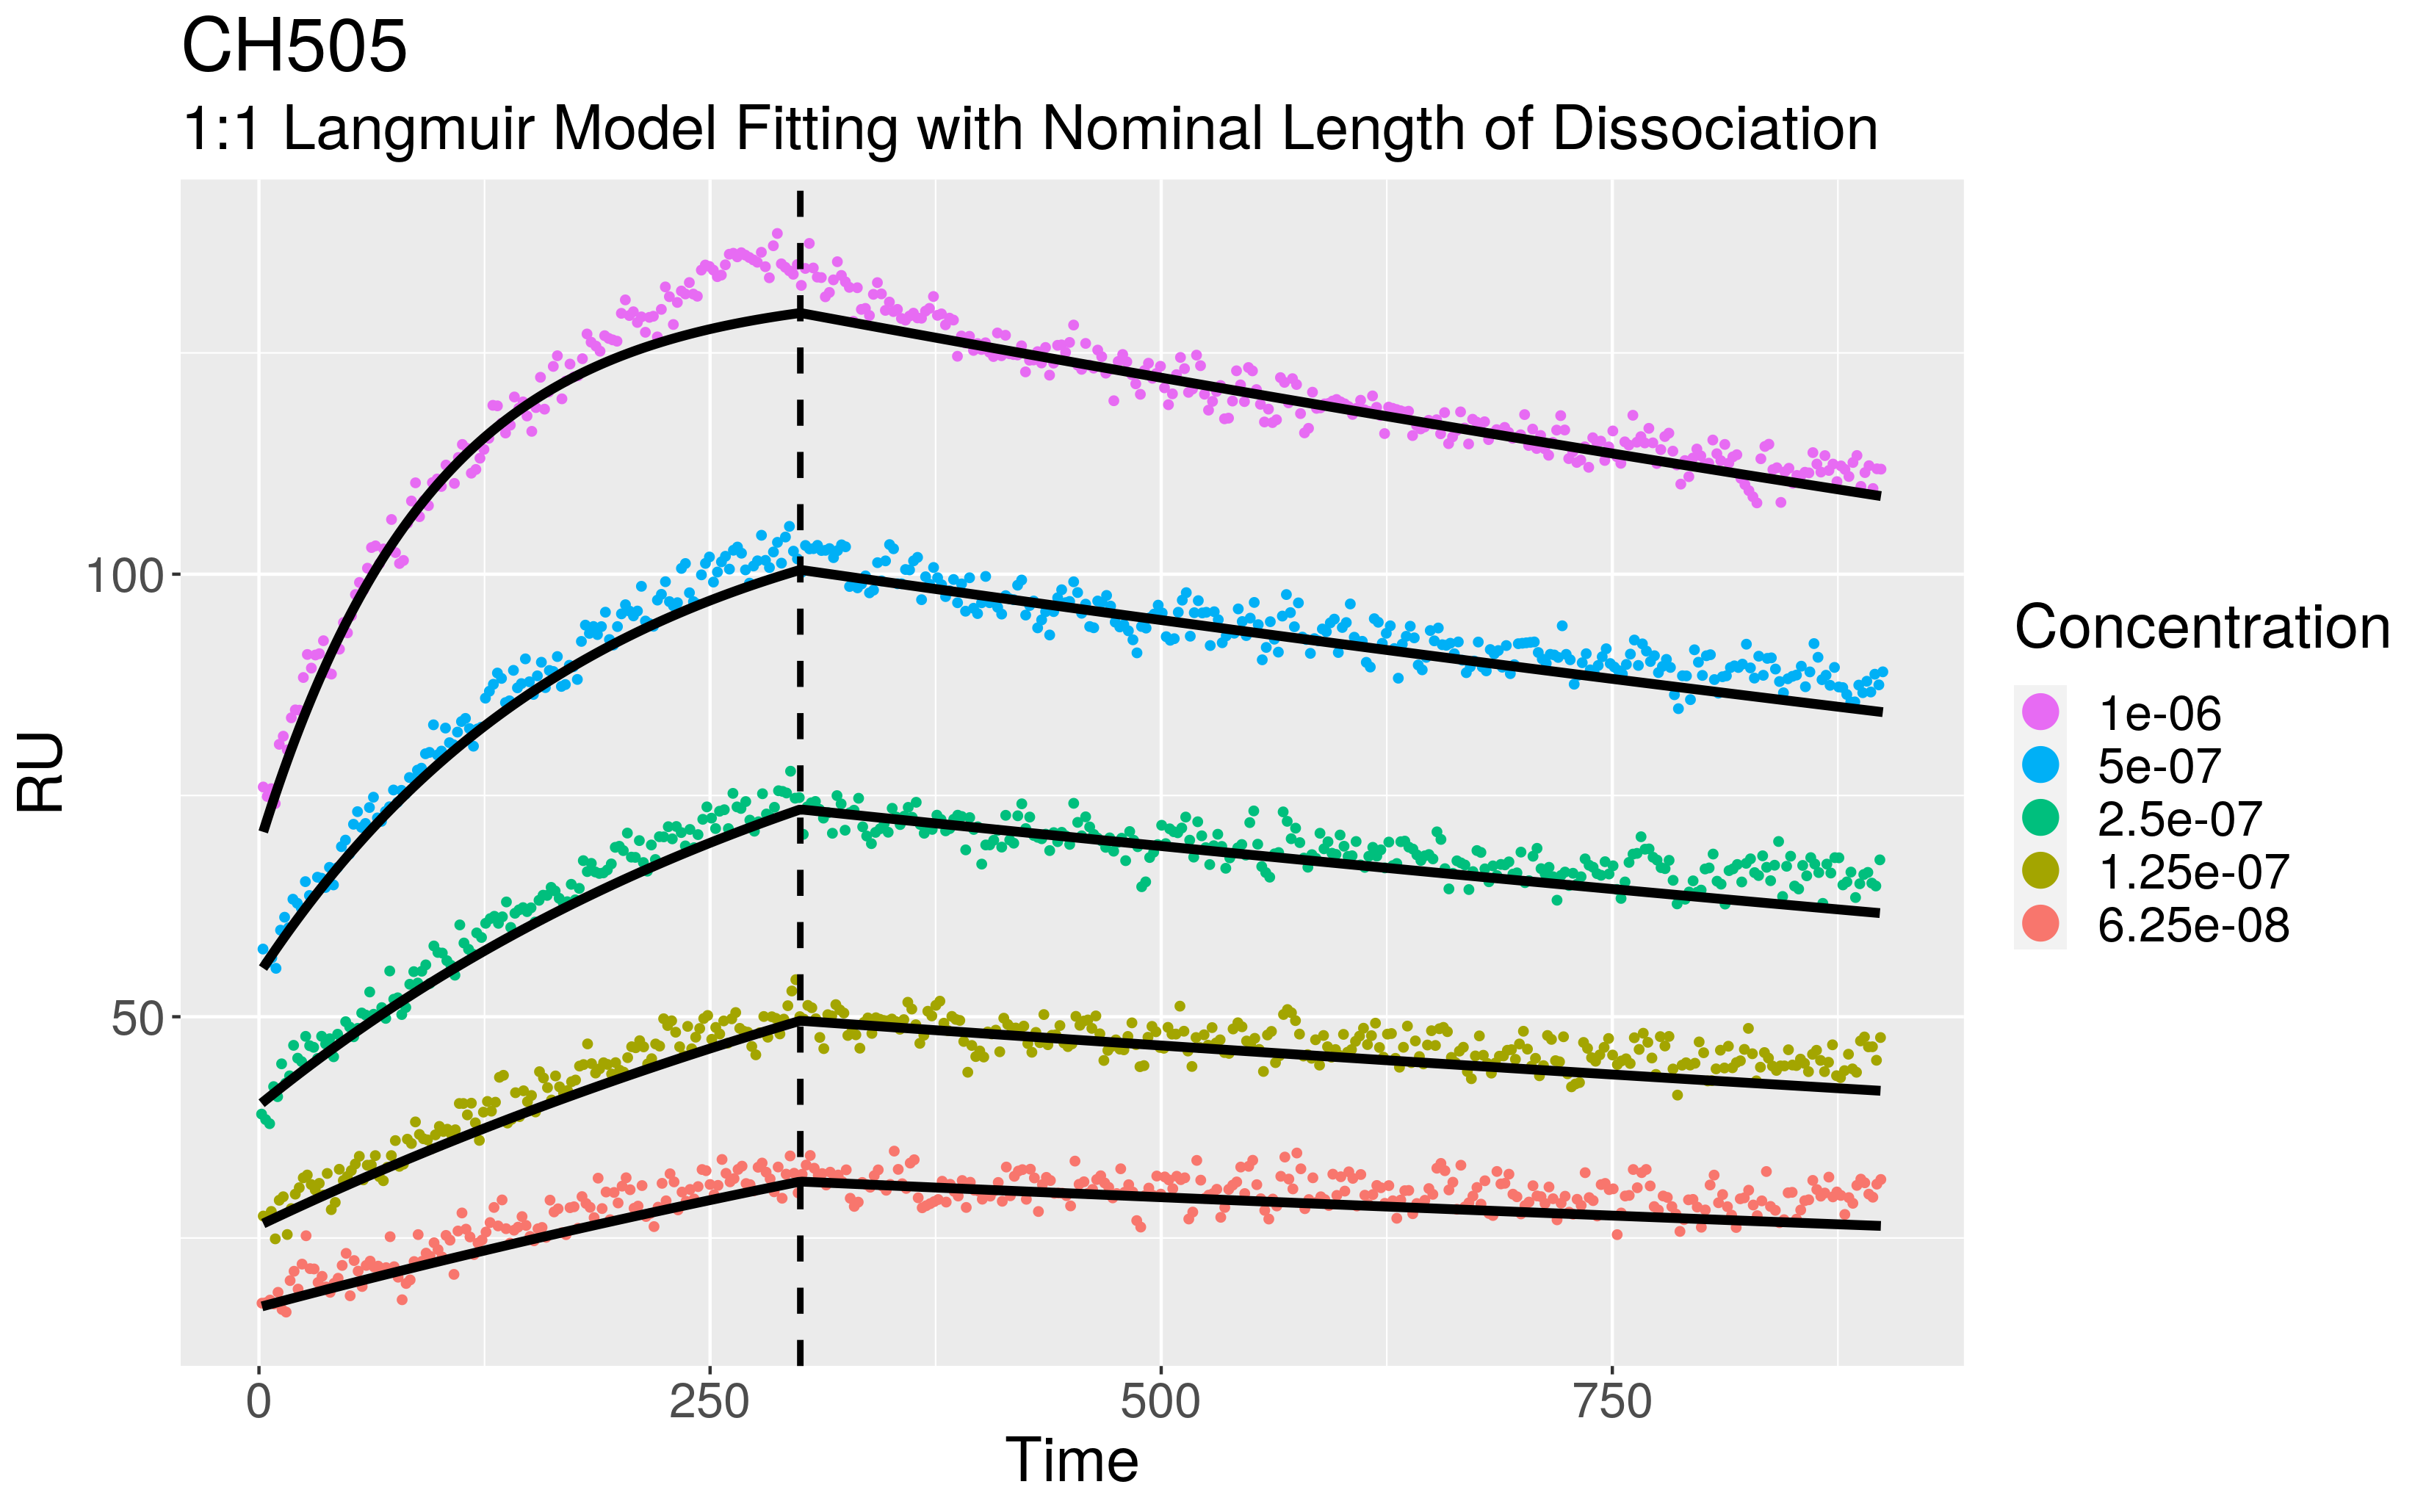 CH505
1:1 Langmuir Model Fitting with Nominal Length of Dissociation
RU
100
50
0
250
500
750
Time
Concentration
1e-06
5e-07
2.5e-07
1.25e-07
6.25e-08